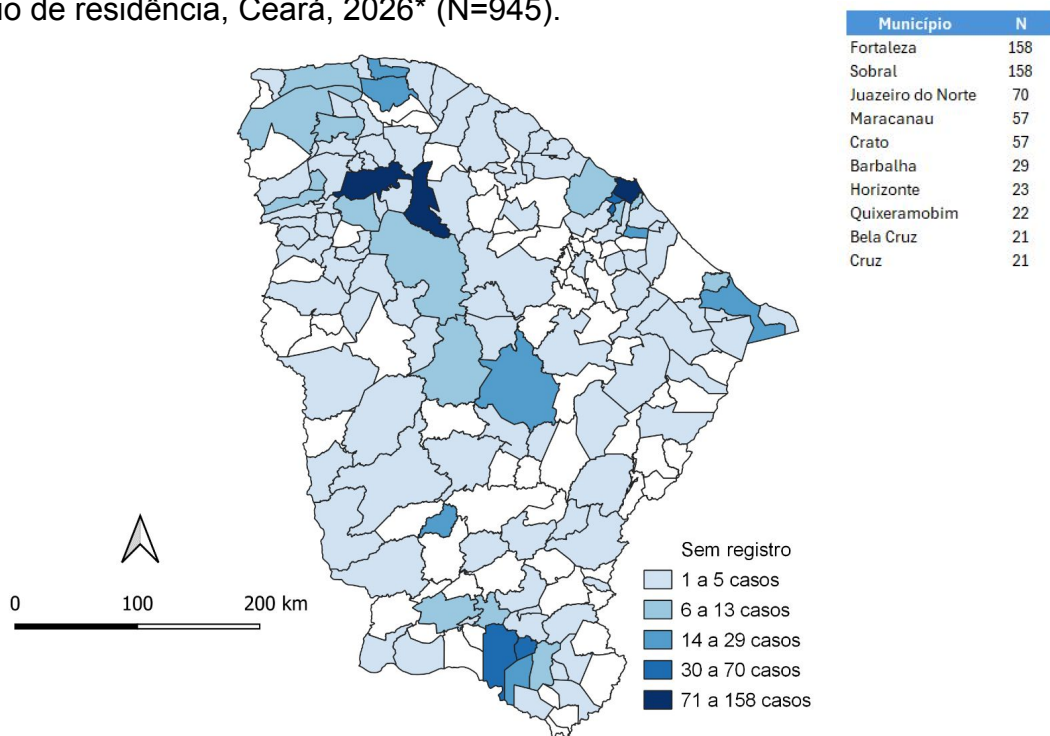 io de residência, Ceará, 2026* (N=945).
Município N
Fortaleza 158
Sobral 158
Juazeiro do Norte 70
Maracanau 57
Crato 57
Barbalha 29
Horizonte 23
Quixeramobim 22
Bela Cruz 21
Cruz 21
Sem registro
1 a 5 casos
6 a 13 casos
14 a 29 casos
30 a 70 casos
71 a 158 casos
0 100 200 km